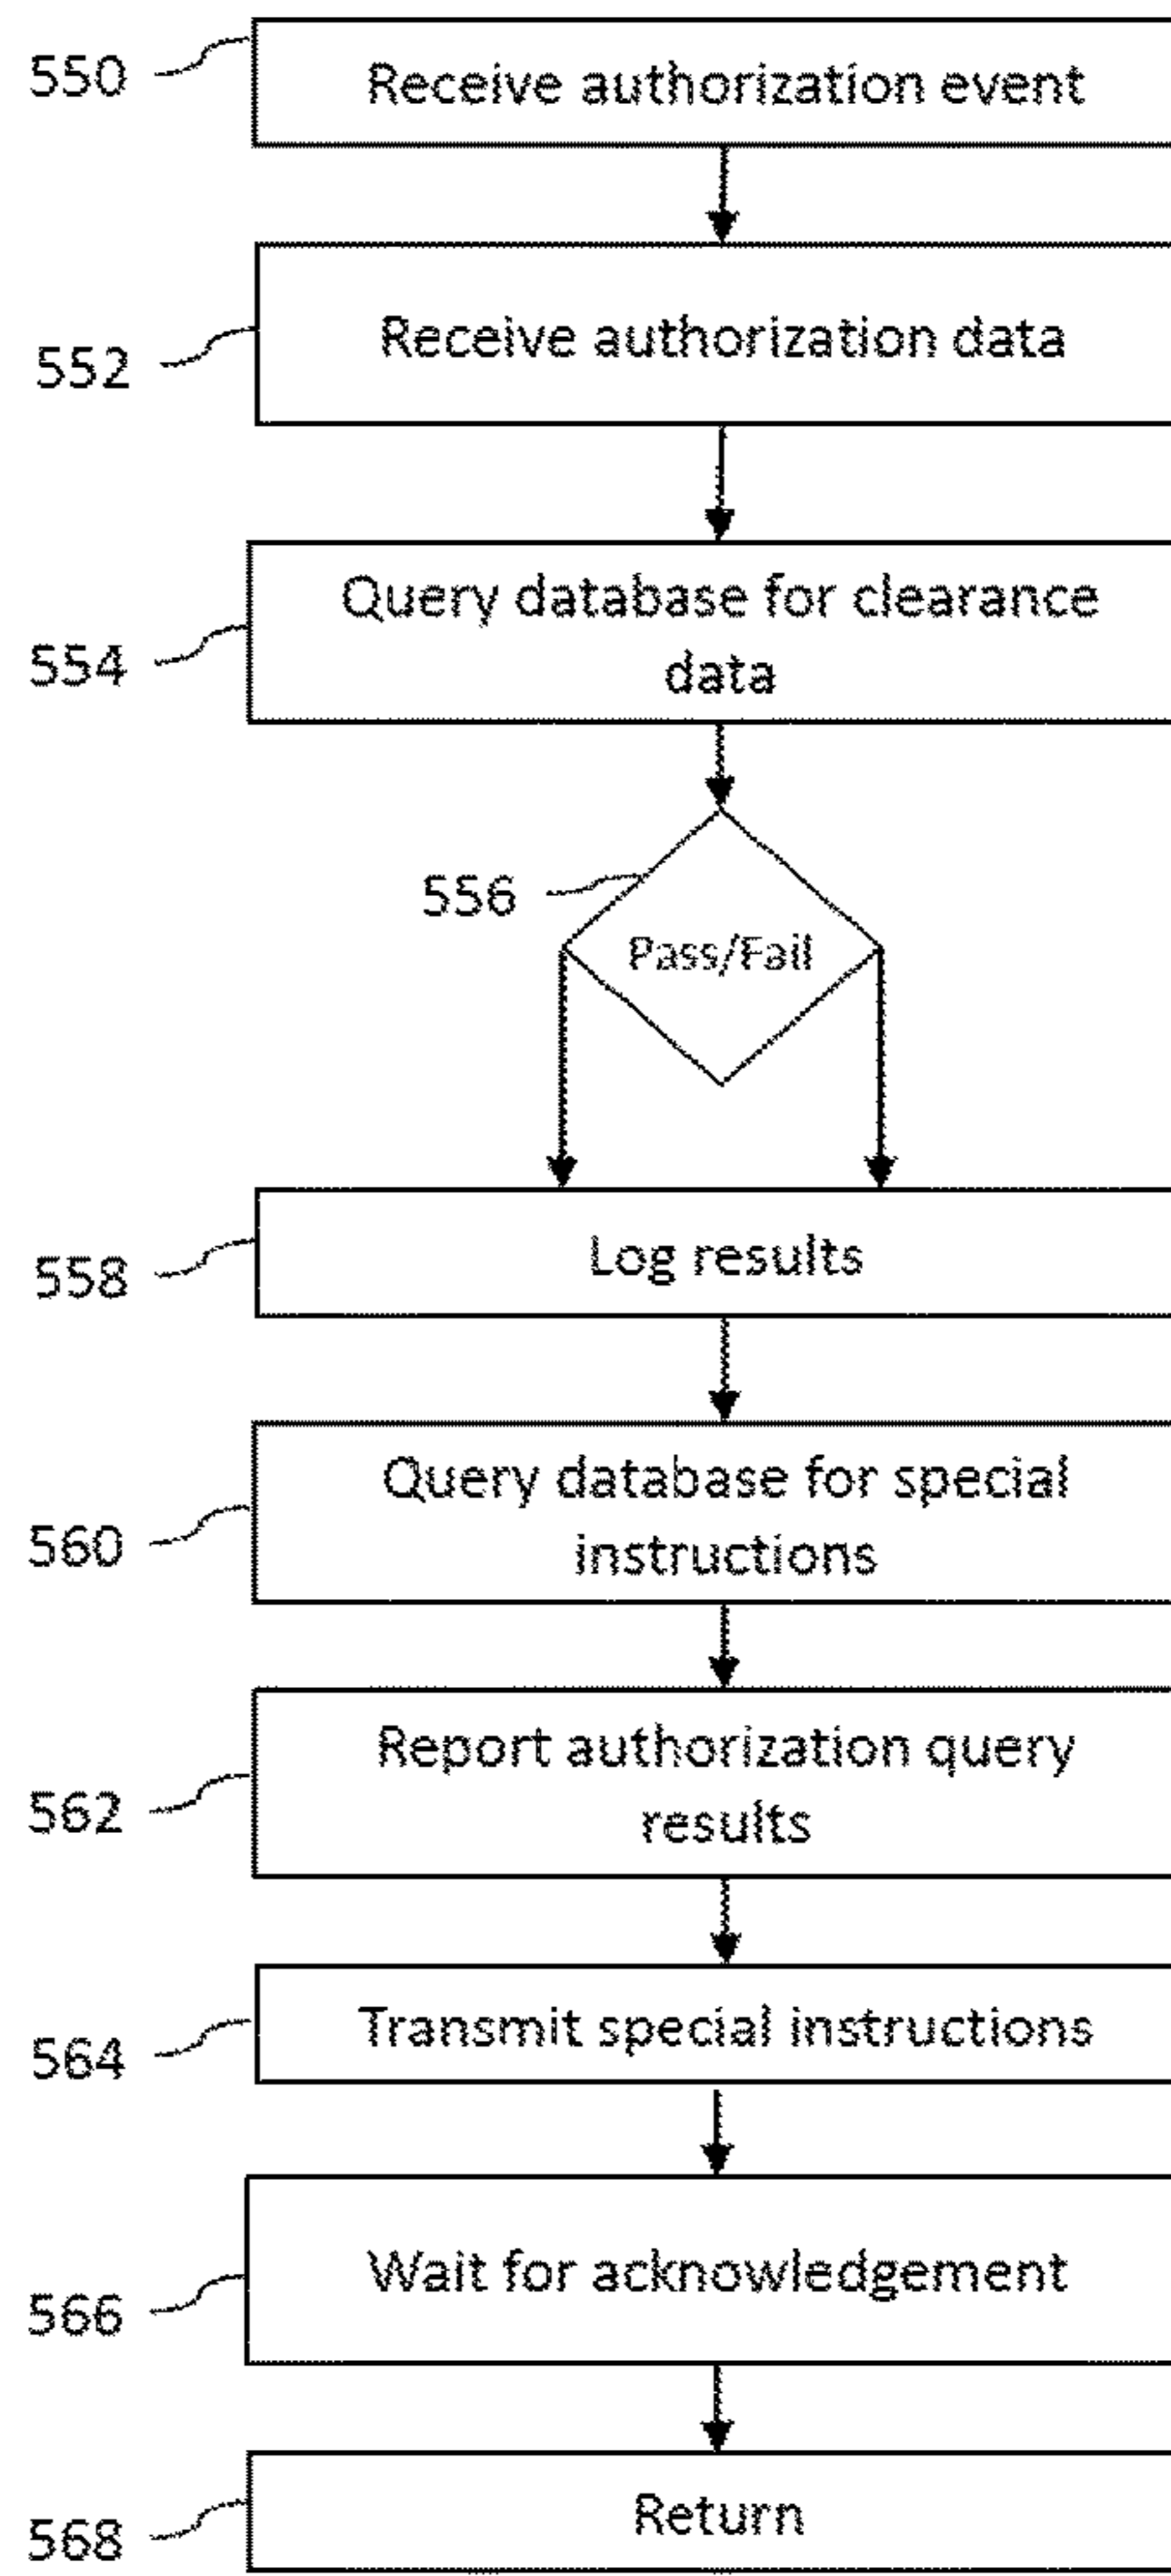 550
Receive authorization event
552
Receive authorization data
554
Query database for clearance
data
556
Pass/Fail
558
Log results
560
Query database for special
instructions
562
Report authorization query
results
564
Transmit special instructions
566
Wait for acknowledgement
568
Return